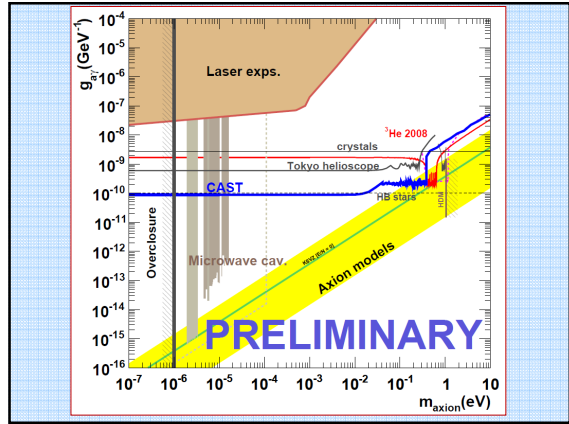 g_aγ(GeV⁻¹)
10⁻⁴
10⁻⁵
10⁻⁶
10⁻⁷
10⁻⁸
10⁻⁹
10⁻¹⁰
10⁻¹¹
10⁻¹²
10⁻¹³
10⁻¹⁴
10⁻¹⁵
10⁻¹⁶
Laser exps.
³He 2008
crystals
Tokyo helioscope
CAST
HB stars
HDM
Overclosure
Microwave cav.
KSVZ [E/N = 0]
Axion models
PRELIMINARY
10⁻⁷ 10⁻⁶ 10⁻⁵ 10⁻⁴ 10⁻³ 10⁻² 10⁻¹ 1 10
m_axion(eV)